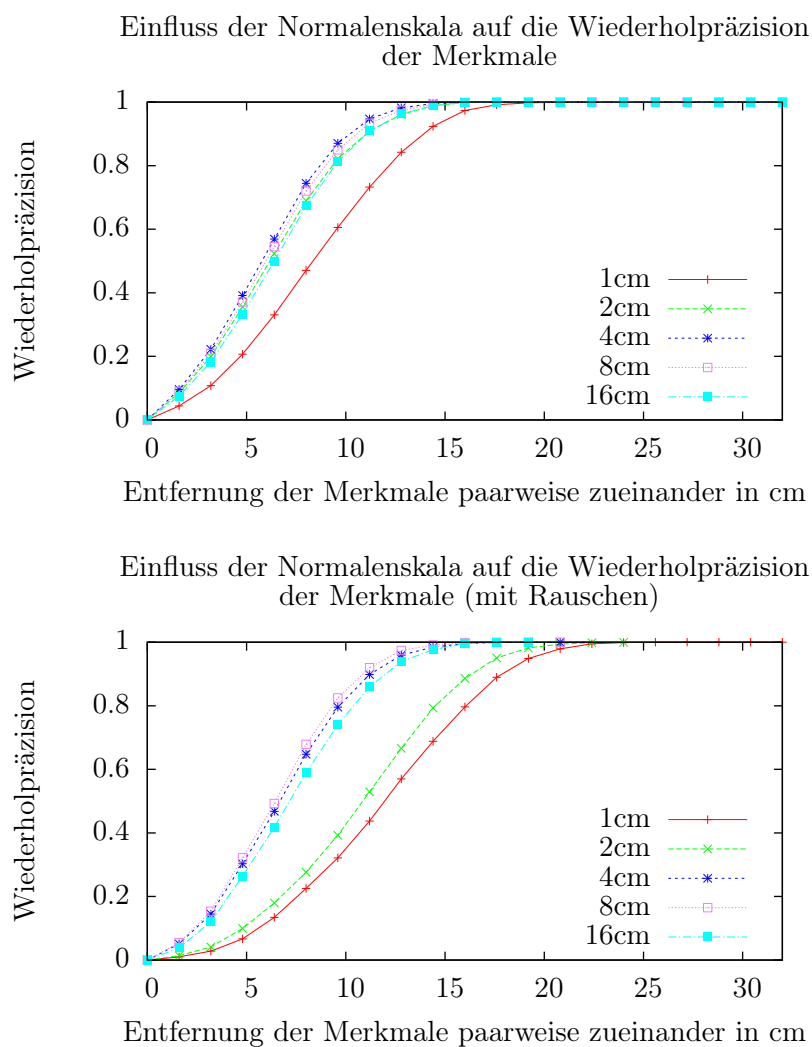 Einfluss der Normalenskala auf die Wiederholpräzision
der Merkmale
Wiederholpräzision
1
0.8
0.6
0.4
0.2
0
1cm
2cm
4cm
8cm
16cm
0 5 10 15 20 25 30
Entfernung der Merkmale paarweise zueinander in cm
Einfluss der Normalenskala auf die Wiederholpräzision
der Merkmale (mit Rauschen)
Wiederholpräzision
1
0.8
0.6
0.4
0.2
0
1cm
2cm
4cm
8cm
16cm
0 5 10 15 20 25 30
Entfernung der Merkmale paarweise zueinander in cm